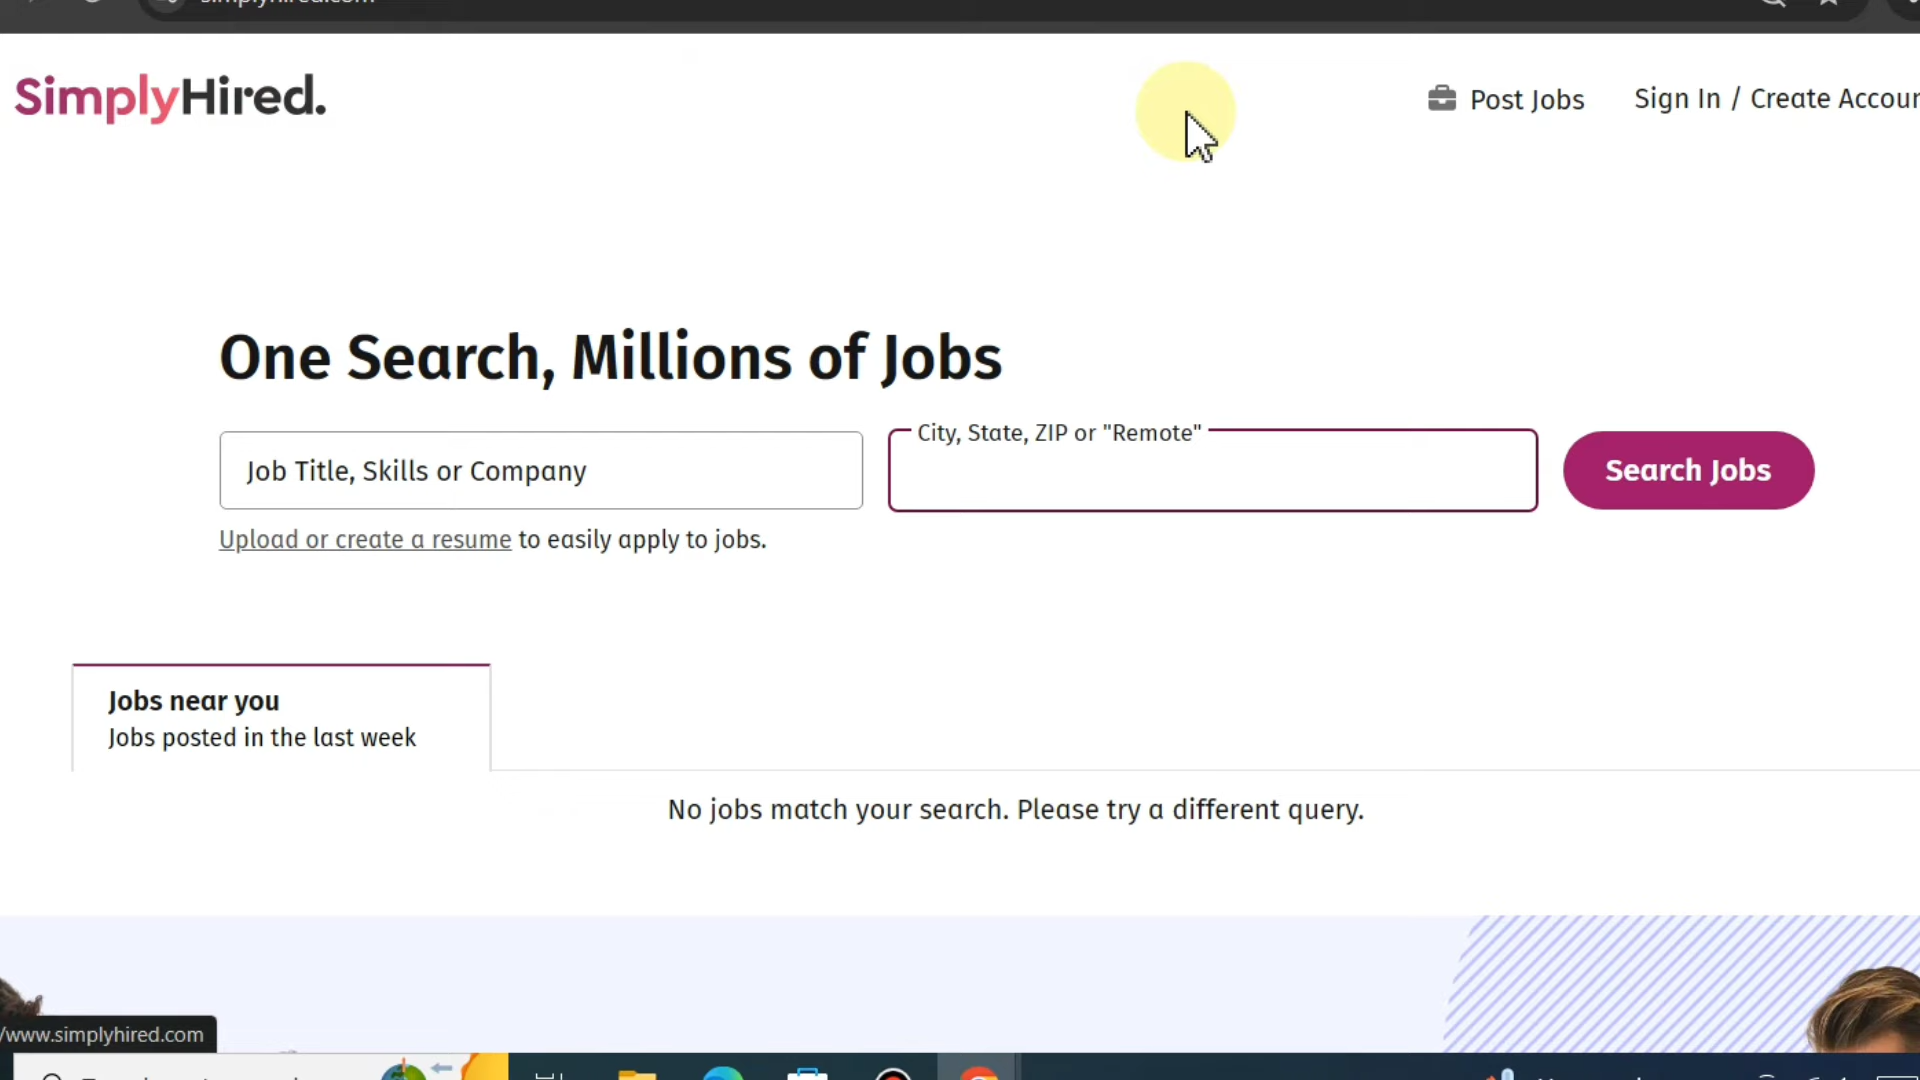 SimplyHired.
Post Jobs
Sign In / Create Accoun
One Search, Millions of Jobs
City, State, ZIP or "Remote"
Job Title, Skills or Company
Search Jobs
Upload or create a resume to easily apply to jobs.
Jobs near you
Jobs posted in the last week
No jobs match your search. Please try a different query.
/www.simplyhired.com